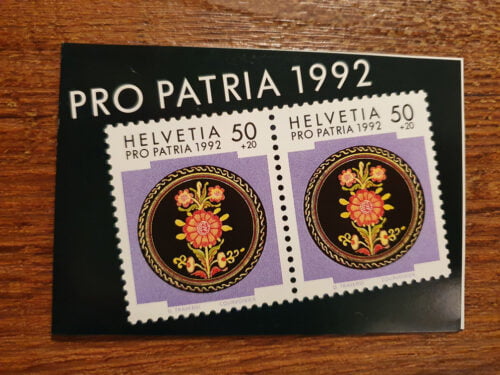 PRO PATRIA 1992
HELVETIA 50
PRO PATRIA 1992 +20
HELVETIA 50
PRO PATRIA 1992 +20